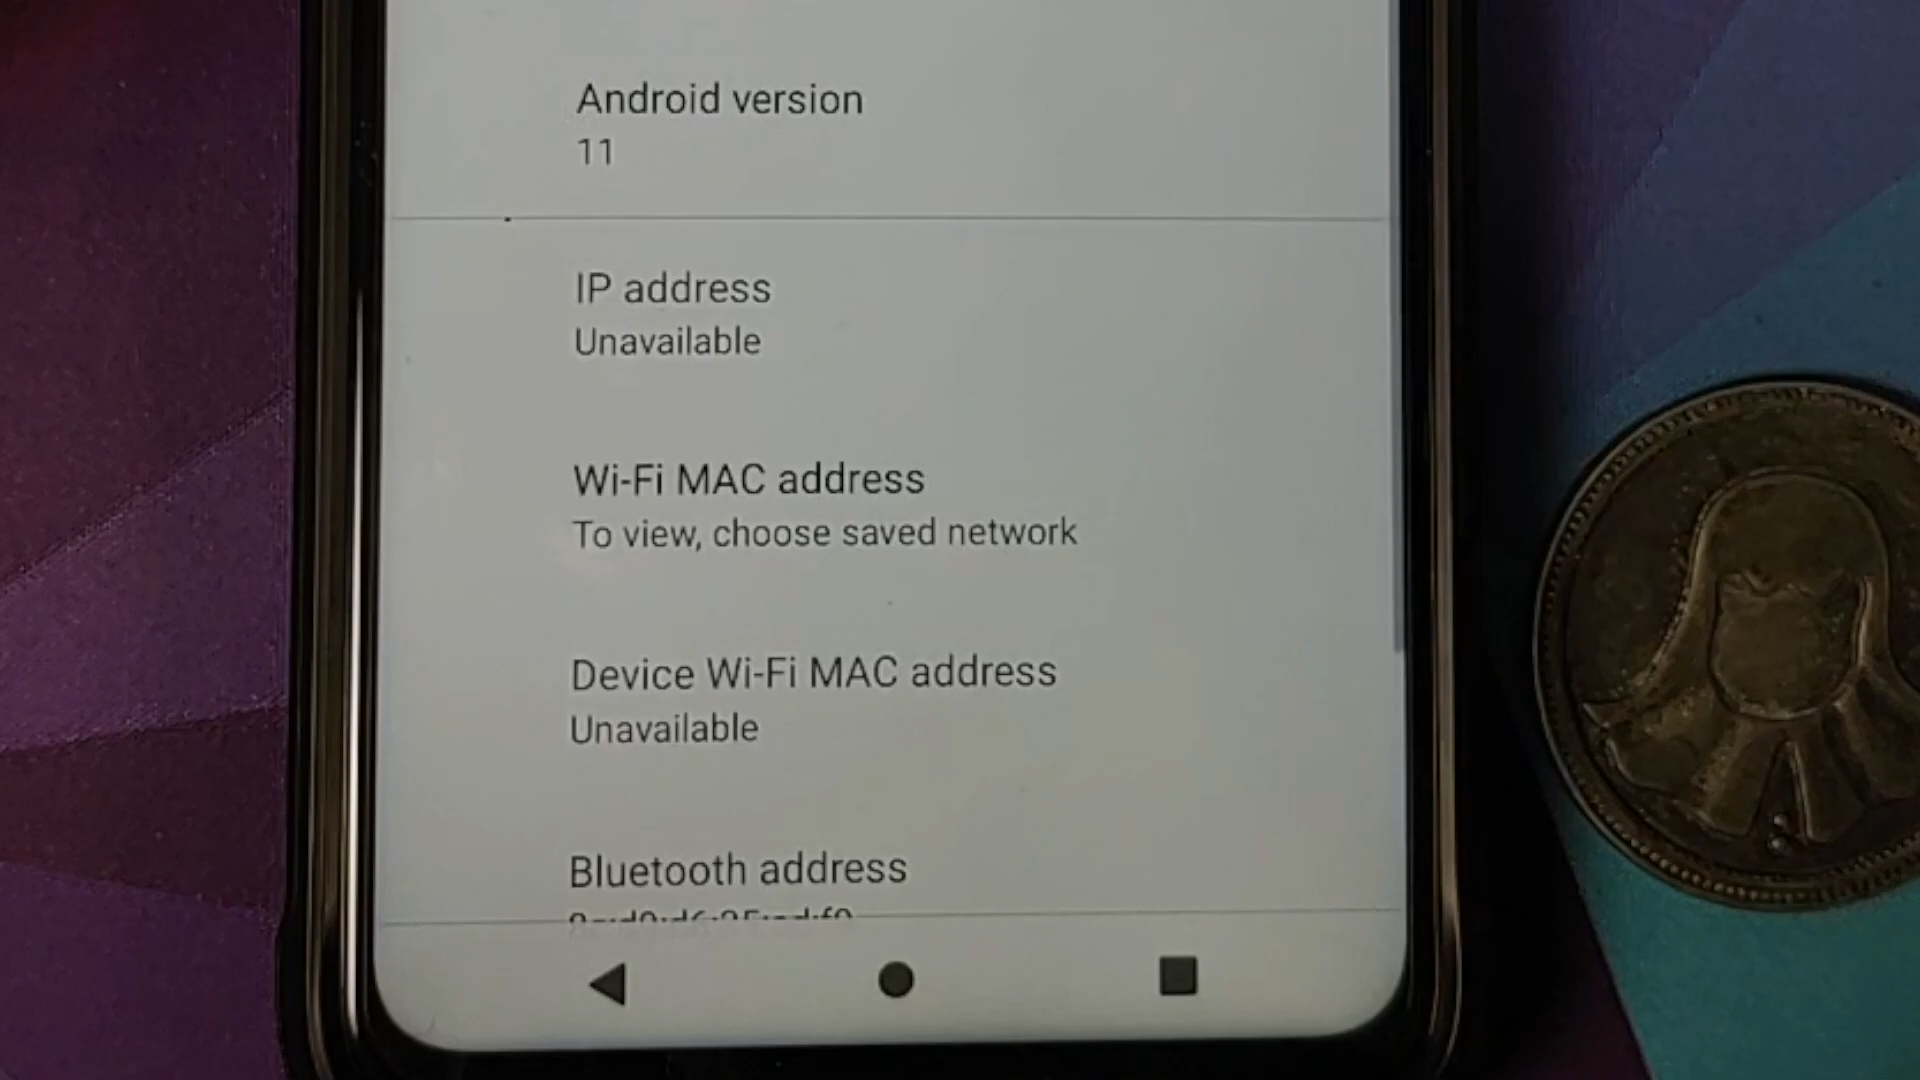 Android version
11
IP address
Unavailable
Wi-Fi MAC address
To view, choose saved network
Device Wi-Fi MAC address
Unavailable
Bluetooth address